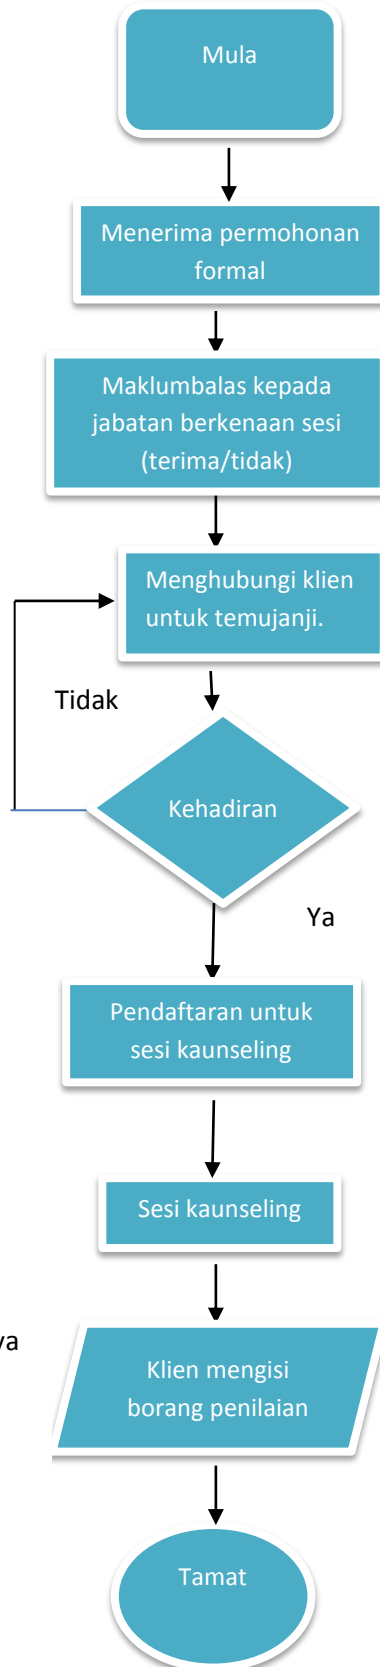 Mula
Menerima permohonan
formal
Maklumbalas kepada
jabatan berkenaan sesi
(terima/tidak)
Menghubungi klien
untuk temujanji.
Tidak
Kehadiran
Ya
Pendaftaran untuk
sesi kaunseling
Sesi kaunseling
Klien mengisi
borang penilaian
Tamat